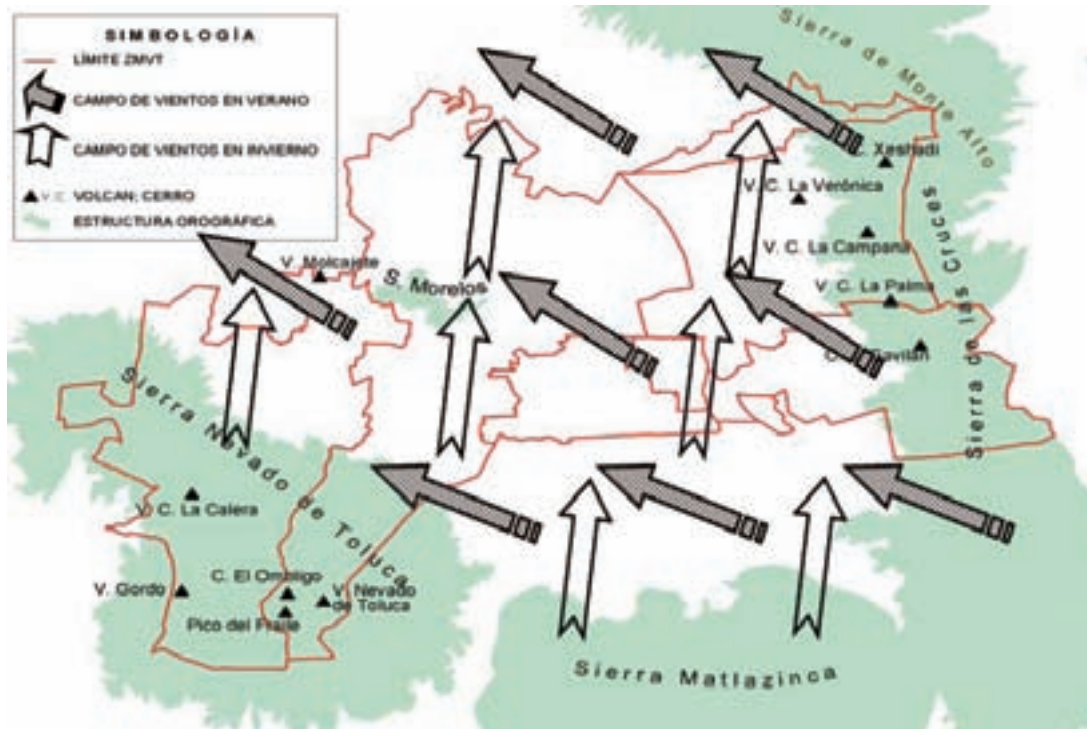 SIMBOLOGÍA
LÍMITE ZMVT
CAMPO DE VIENTOS EN VERANO
CAMPO DE VIENTOS EN INVIERNO
V. C. VOLCAN; CERRO
ESTRUCTURA OROGRÁFICA
Sierra de Monte Alto
C. Xeshadi
V. C. La Verónica
V. C. La Campana
V. C. La Palma
Gavilán
Sierra de las Cruces
V. Molcajete
S. Morelos
Sierra Nevado de Toluca
V. C. La Calera
V. Gordo
C. El Ombligo
V. Nevado
de Toluca
Pico del Fraile
Sierra Matlazinca